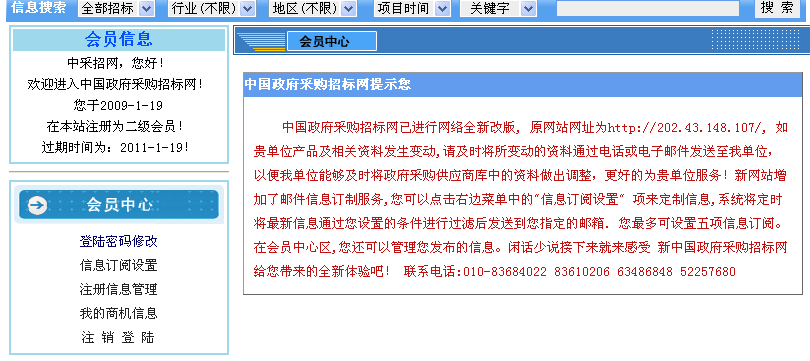 信息搜索 全部招标 行业(不限) 地区(不限) 项目时间 关键字 搜 索
会员信息
中采招网，您好!
欢迎进入中国政府采购招标网!
您于2009-1-19
在本站注册为二级会员!
过期时间为: 2011-1-19!
会员中心
登陆密码修改
信息订阅设置
注册信息管理
我的商机信息
注 销 登 陆
会员中心
中国政府采购招标网提示您
中国政府采购招标网已进行网络全新改版, 原网站网址为http://202.43.148.107/, 如
贵单位产品及相关资料发生变动,请及时将所变动的资料通过电话或电子邮件发送至我单位,
以便我单位能够及时将政府采购供应商库中的资料做出调整，更好的为贵单位服务! 新网站增
加了邮件信息订制服务,您可以点击右边菜单中的"信息订阅设置" 项来定制信息,系统将定时
将最新信息通过您设置的条件进行过滤后发送到您指定的邮箱. 您最多可设置五项信息订阅。
在会员中心区,您还可以管理您发布的信息。闲话少说接下来就来感受 新中国政府采购招标网
给您带来的全新体验吧! 联系电话:010-83684022 83610206 63486848 52257680